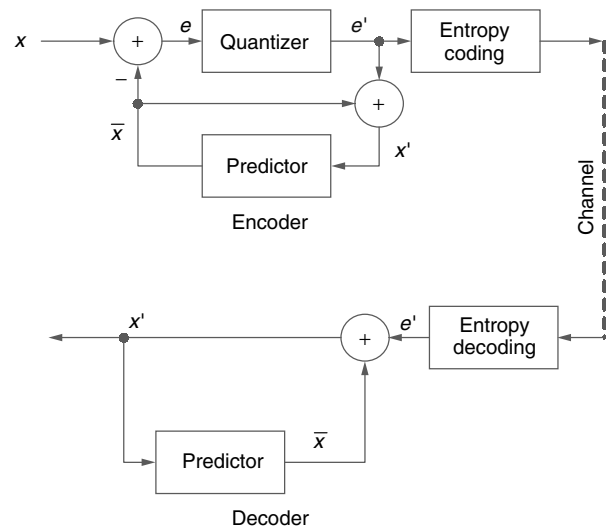 x
+
e
Quantizer
e'
Entropy
coding
−
+
x̅
Predictor
x'
Encoder
Channel
x'
+
e'
Entropy
decoding
Predictor
x̅
Decoder